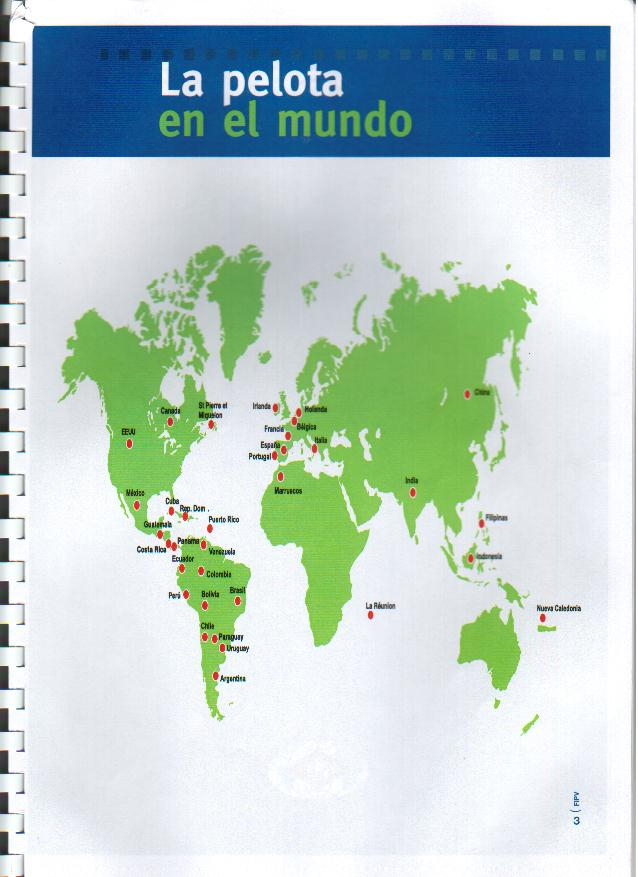 La pelota
en el mundo
Canada
St Pierre et
Miquelon
EEUU
México
Cuba
Rep. Dom .
Puerto Rico
Guatemala
Costa Rica
Panama
Venezuela
Ecuador
Colombia
Perú
Bolivia
Brasil
Chile
Paraguay
Uruguay
Argentina
Irlanda
Holanda
Bélgica
Francia
España
Italia
Portugal
Marruecos
India
China
Filipinas
Indonesia
La Réunion
Nueva Caledonia
3 ( FIPV